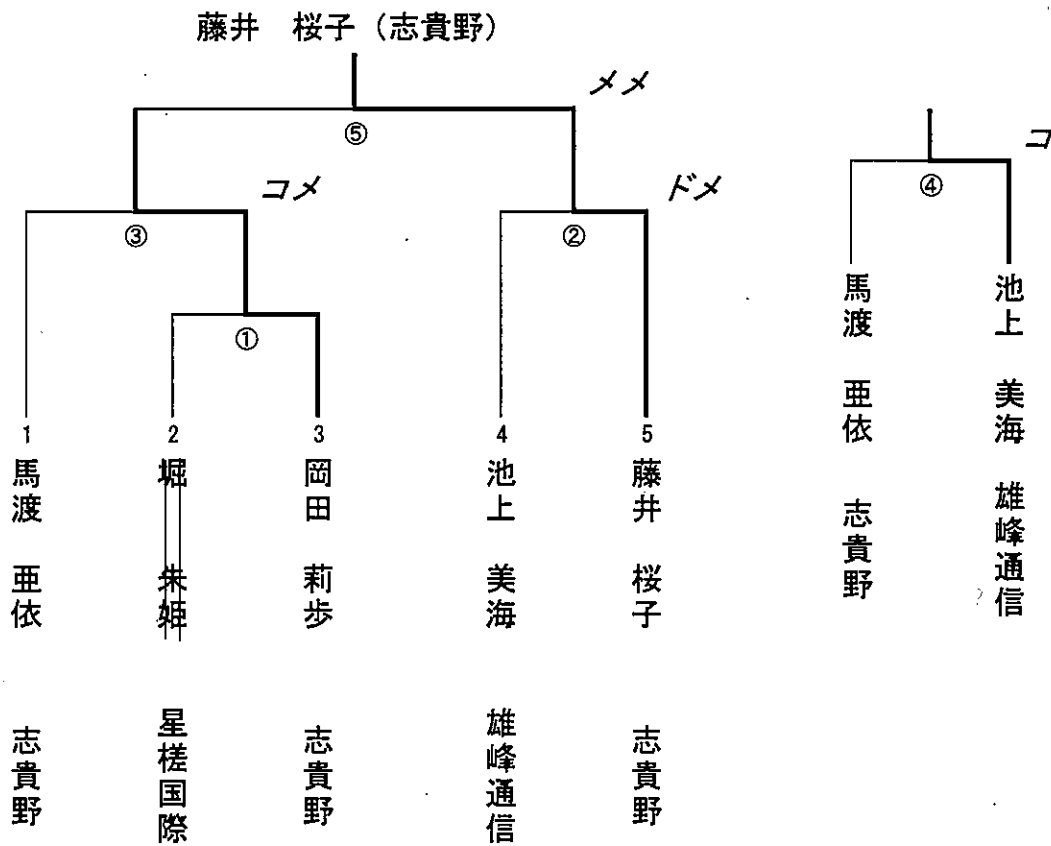 藤井 桜子（志貴野）
メメ
⑤
コメ
ドメ
コ
③
②
④
①
1
2
3
4
5
馬渡 亜依 志貴野
堀 朱姫 星槎国際
岡田 莉歩 志貴野
池上 美海 雄峰通信
藤井 桜子 志貴野
馬渡 亜依 志貴野
池上 美海 雄峰通信